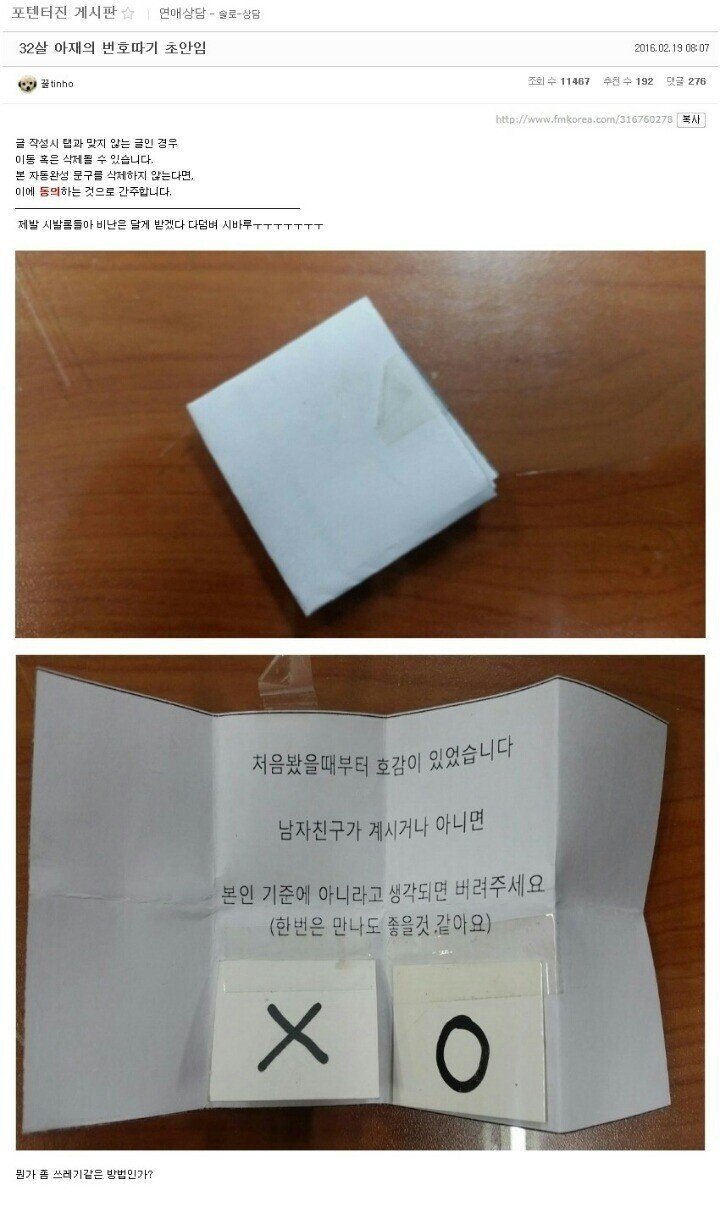 포텐터진 게시판☆ | 연애상담 - 솔로-상담
32살 아재의 번호따기 초안임 2016.02.19 08:07
꿀tinho 조회 수 11467 추천 수 192 댓글 276
http://www.fmkorea.com/316760278 복사
글 작성시 탭과 맞지 않는 글인 경우
이동 혹은 삭제될 수 있습니다.
본 자동완성 문구를 삭제하지 않는다면,
이에 동의하는 것으로 간주합니다.
제발 시발롬들아 비난은 달게 받겠다 다덤벼 시바루ㅜㅜㅜㅜㅜㅜㅜ
처음봤을때부터 호감이 있었습니다
남자친구가 계시거나 아니면
본인 기준에 아니라고 생각되면 버려주세요
(한번은 만나도 좋을것 같아요)
X O
뭔가 좀 쓰레기같은 방법인가?